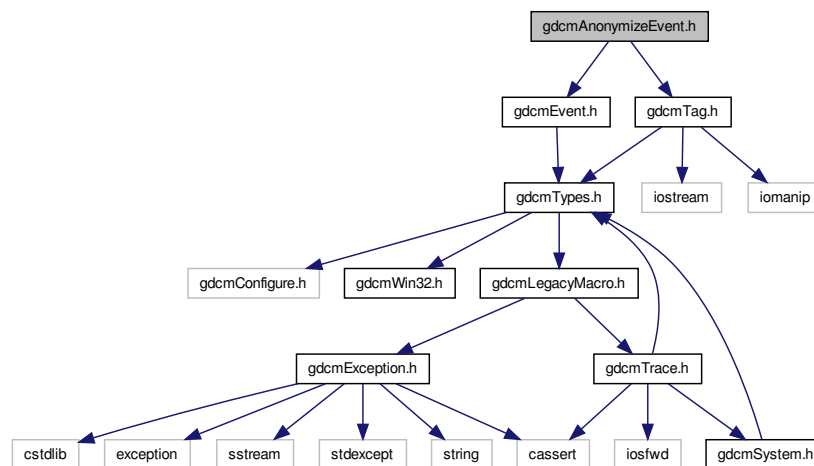 gdcmAnonymizeEvent.h
gdcmEvent.h
gdcmTag.h
gdcmTypes.h
iostream
iomanip
gdcmConfigure.h
gdcmWin32.h
gdcmLegacyMacro.h
gdcmException.h
gdcmTrace.h
cstdlib
exception
sstream
stdexcept
string
cassert
iosfwd
gdcmSystem.h